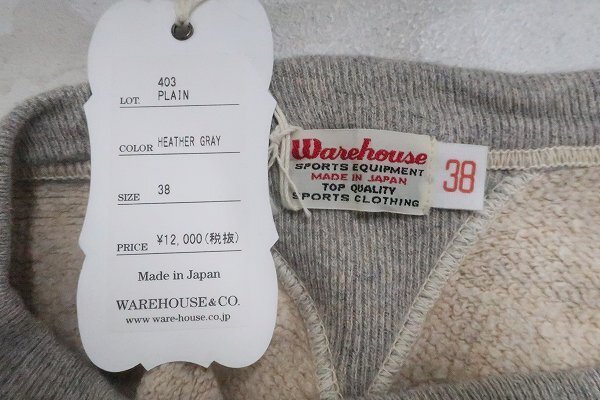 403
LOT. PLAIN
COLOR HEATHER GRAY
SIZE 38
PRICE ¥12,000(税抜)
Made in Japan
WAREHOUSE & CO.
www.ware-house.co.jp
Warehouse
SPORTS EQUIPMENT
MADE IN JAPAN
TOP QUALITY
SPORTS CLOTHING
38